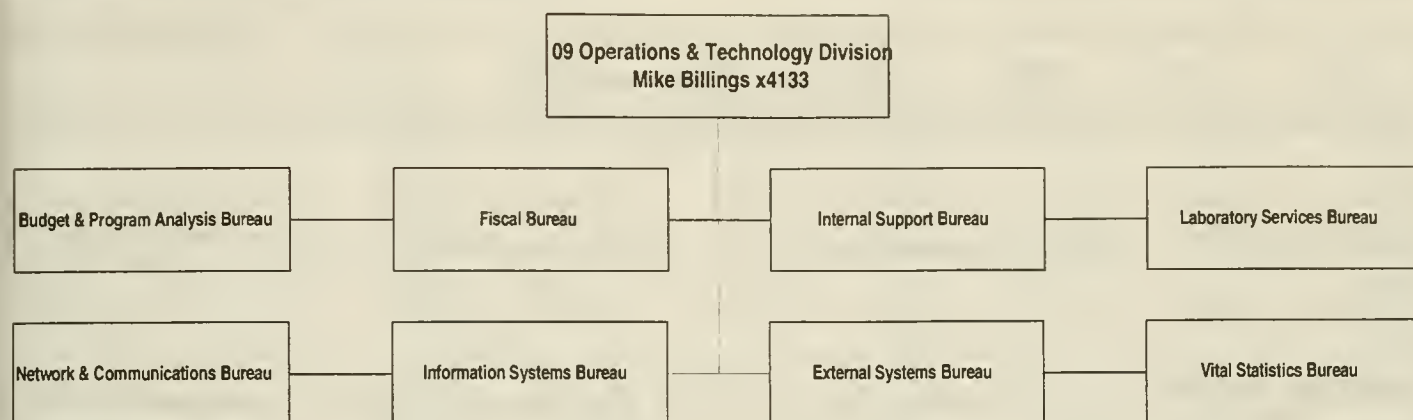 09 Operations & Technology Division
Mike Billings x4133
Budget & Program Analysis Bureau
Fiscal Bureau
Internal Support Bureau
Laboratory Services Bureau
Network & Communications Bureau
Information Systems Bureau
External Systems Bureau
Vital Statistics Bureau